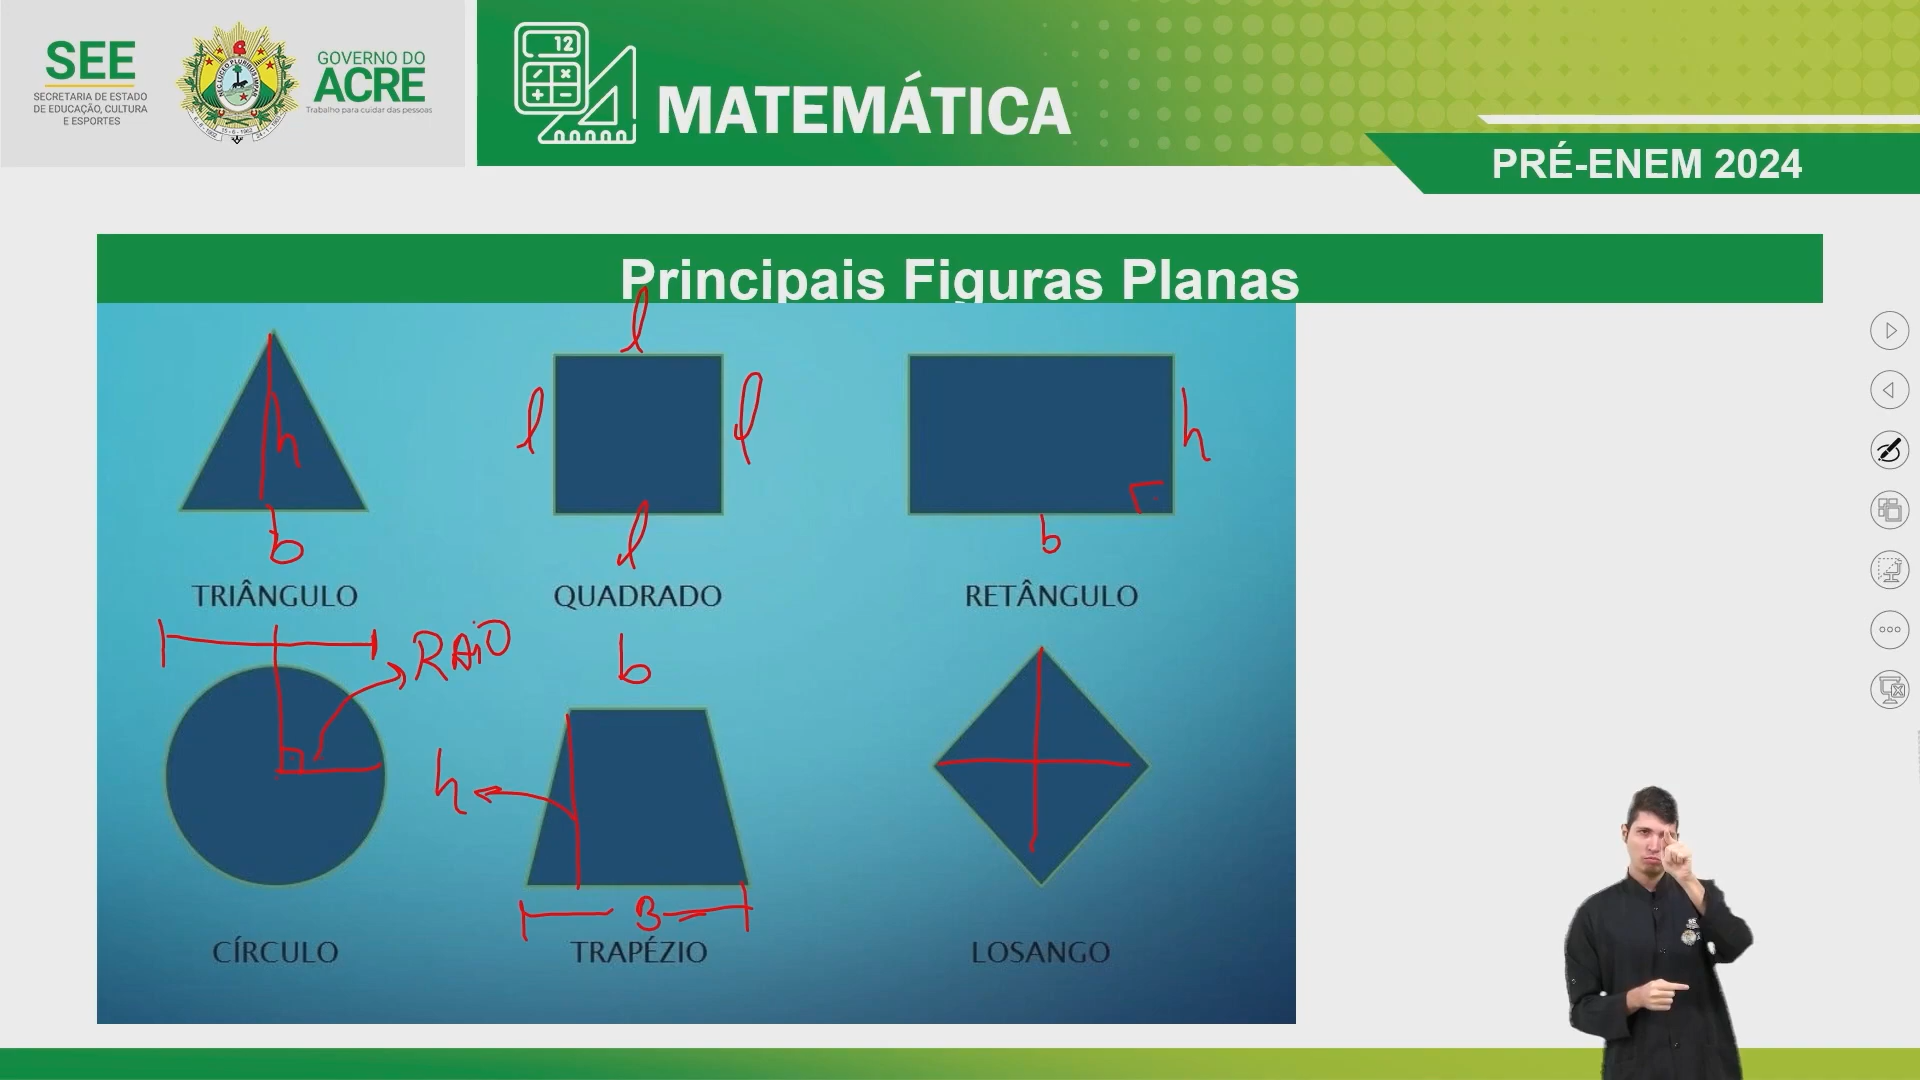 SEE
SECRETARIA DE ESTADO
DE EDUCAÇÃO, CULTURA
E ESPORTES
GOVERNO DO
ACRE
Trabalho para cuidar das pessoas
12
MATEMÁTICA
PRÉ-ENEM 2024
Principais Figuras Planas
l
l
l
h
h
b
l
b
TRIÂNGULO
QUADRADO
RETÂNGULO
RAIO
b
h
B
CÍRCULO
TRAPÉZIO
LOSANGO